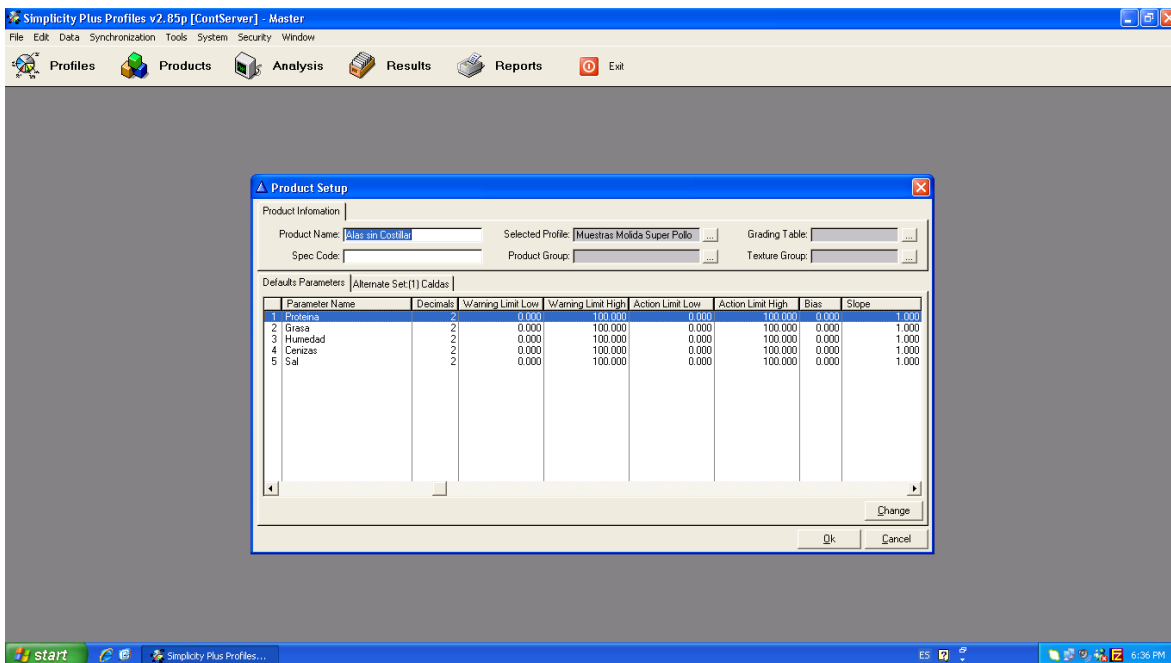 Simplicity Plus Profiles v2.85p [ContServer] - Master
File Edit Data Synchronization Tools System Security Window
Profiles Products Analysis Results Reports Exit
Product Setup
Product Infomation
Product Name: Alas sin Costillar Selected Profile: Muestras Molida Super Pollo ... Grading Table: ...
Spec Code: Product Group: ... Texture Group: ...
Defaults Parameters Alternate Set:(1) Caldas
Parameter Name Decimals Warning Limit Low Warning Limit High Action Limit Low Action Limit High Bias Slope
1 Proteina 2 0.000 100.000 0.000 100.000 0.000 1.000
2 Grasa 2 0.000 100.000 0.000 100.000 0.000 1.000
3 Humedad 2 0.000 100.000 0.000 100.000 0.000 1.000
4 Cenizas 2 0.000 100.000 0.000 100.000 0.000 1.000
5 Sal 2 0.000 100.000 0.000 100.000 0.000 1.000
Change
Ok Cancel
start Simplicity Plus Profiles... ES 6:36 PM